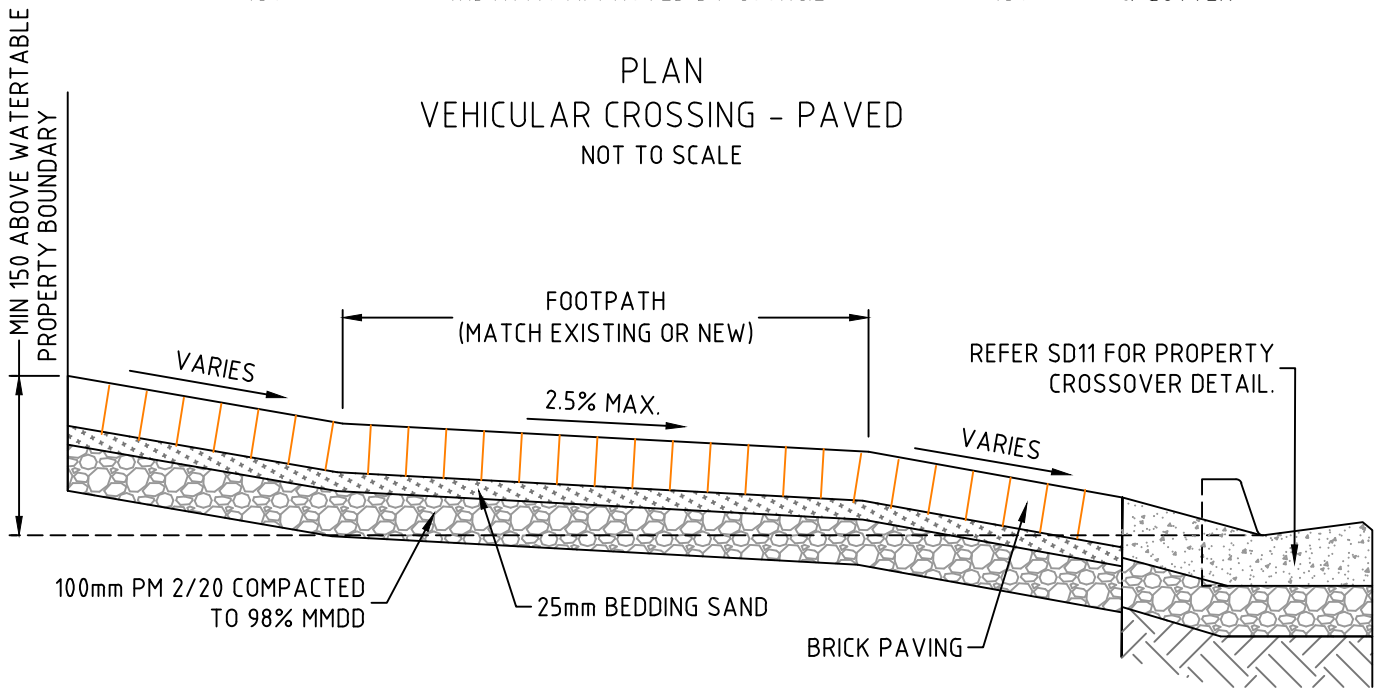 PLAN
VEHICULAR CROSSING - PAVED
NOT TO SCALE
MIN 150 ABOVE WATERTABLE
PROPERTY BOUNDARY
FOOTPATH
(MATCH EXISTING OR NEW)
REFER SD11 FOR PROPERTY
CROSSOVER DETAIL.
VARIES
2.5% MAX.
VARIES
100mm PM 2/20 COMPACTED
TO 98% MMDD
25mm BEDDING SAND
BRICK PAVING